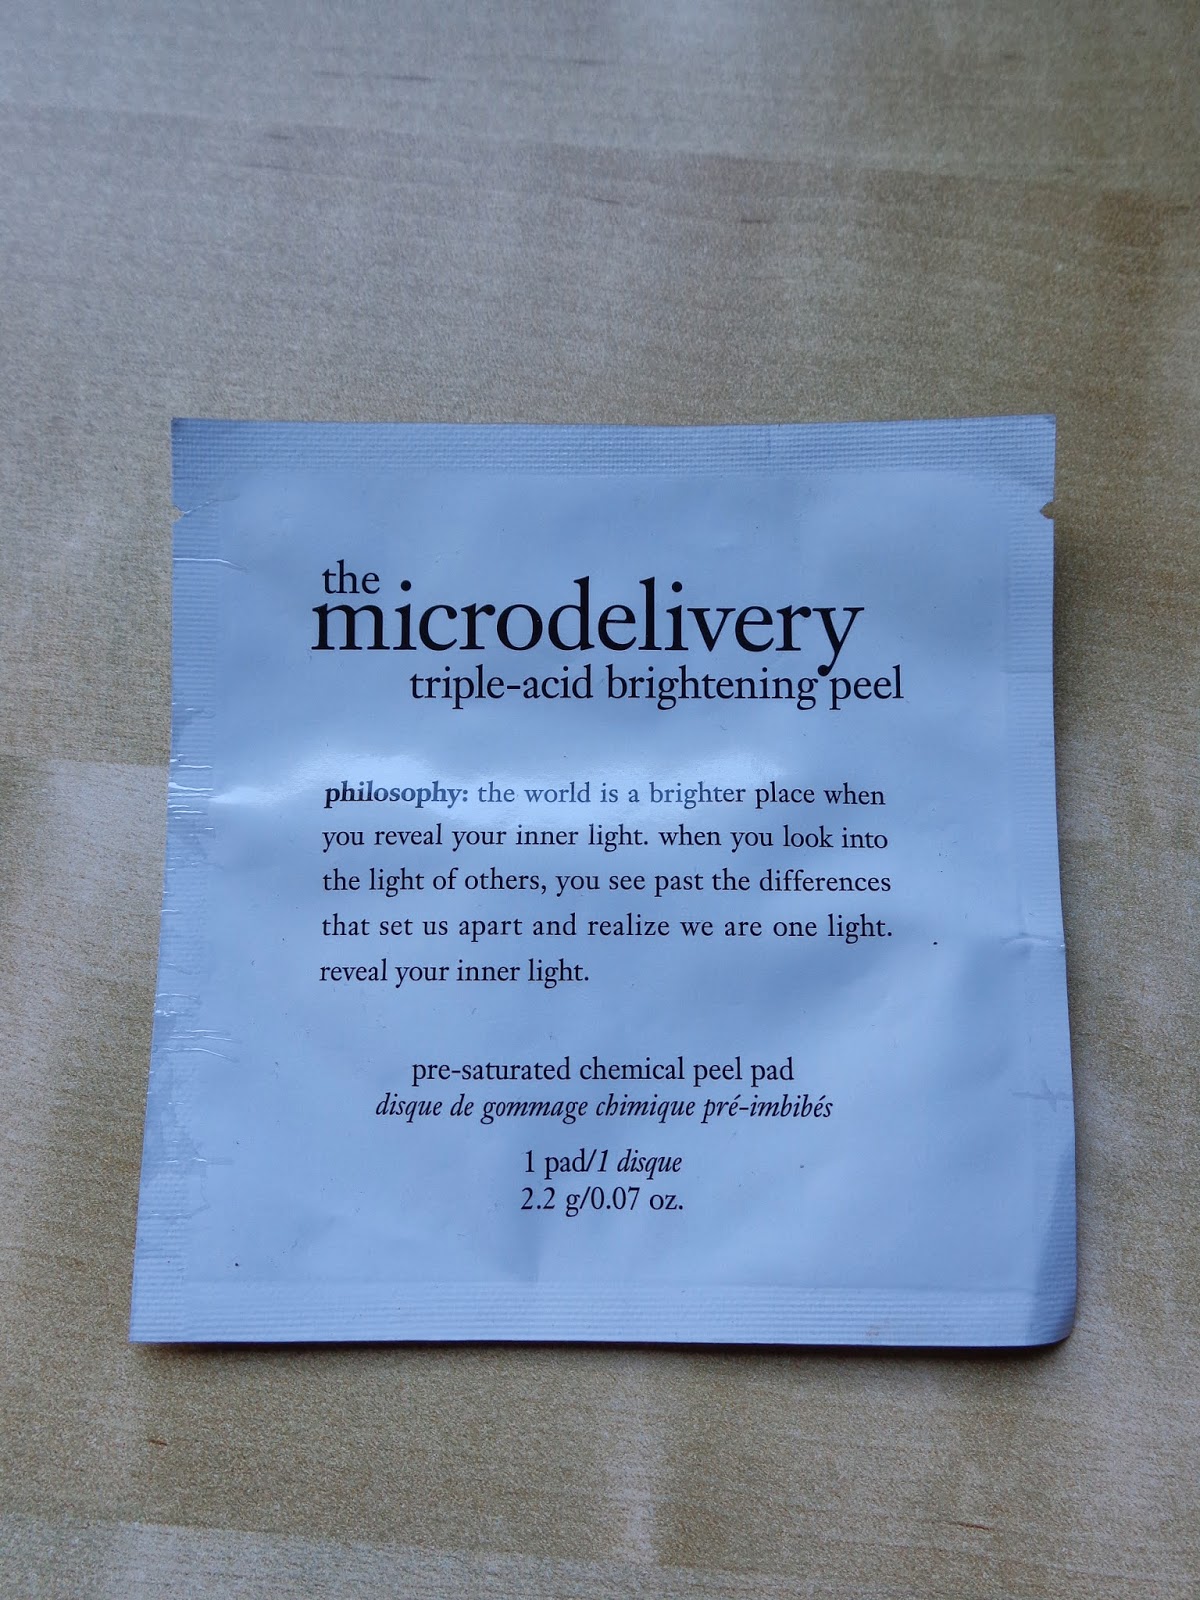 the
microdelivery
triple-acid brightening peel
philosophy: the world is a brighter place when
you reveal your inner light. when you look into
the light of others, you see past the differences
that set us apart and realize we are one light.
reveal your inner light.
pre-saturated chemical peel pad
disque de gommage chimique pré-imbibés
1 pad/1 disque
2.2 g/0.07 oz.